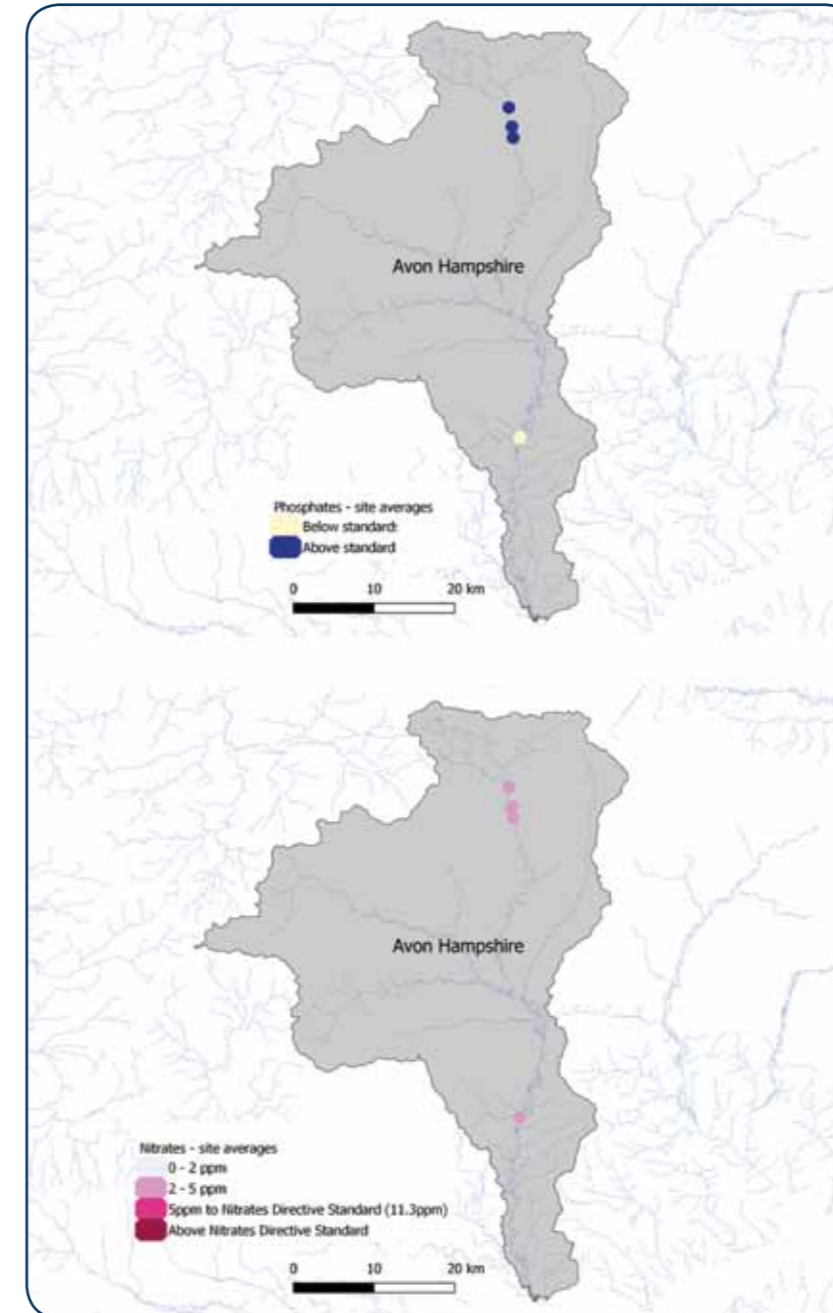 Avon Hampshire
Phosphates - site averages
Below standard:
Above standard
0 10 20 km
Avon Hampshire
Nitrates - site averages
0 - 2 ppm
2 - 5 ppm
5ppm to Nitrates Directive Standard (11.3ppm)
Above Nitrates Directive Standard
0 10 20 km